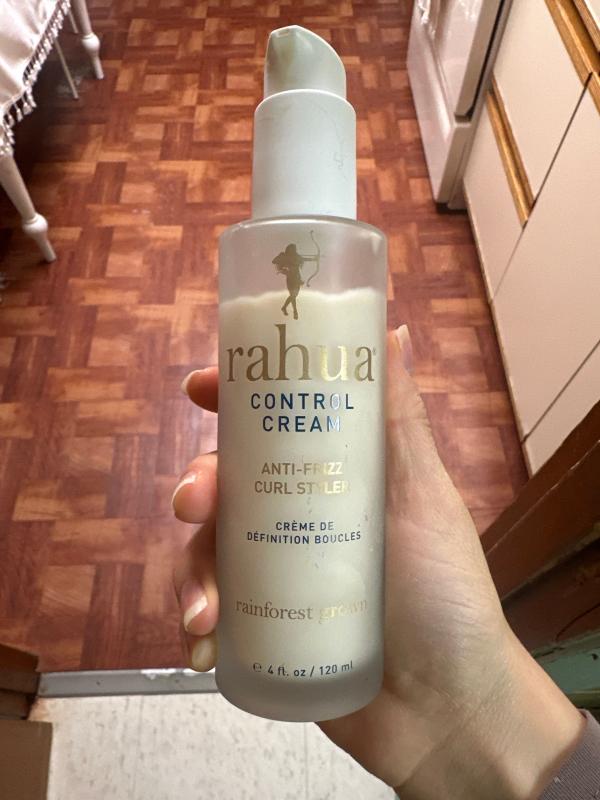 rahua
CONTROL
CREAM
ANTI-FRIZZ
CURL STYLER
CRÈME DE
DÉFINITION BOUCLES
rainforest grown
℮ 4 fl. oz / 120 ml